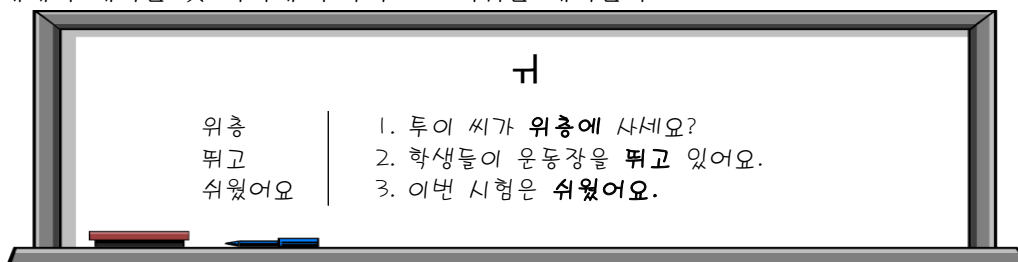 ㅟ
위층
뛰고
쉬웠어요
1. 투이 씨가 위층에 사세요?
2. 학생들이 운동장을 뛰고 있어요.
3. 이번 시험은 쉬웠어요.